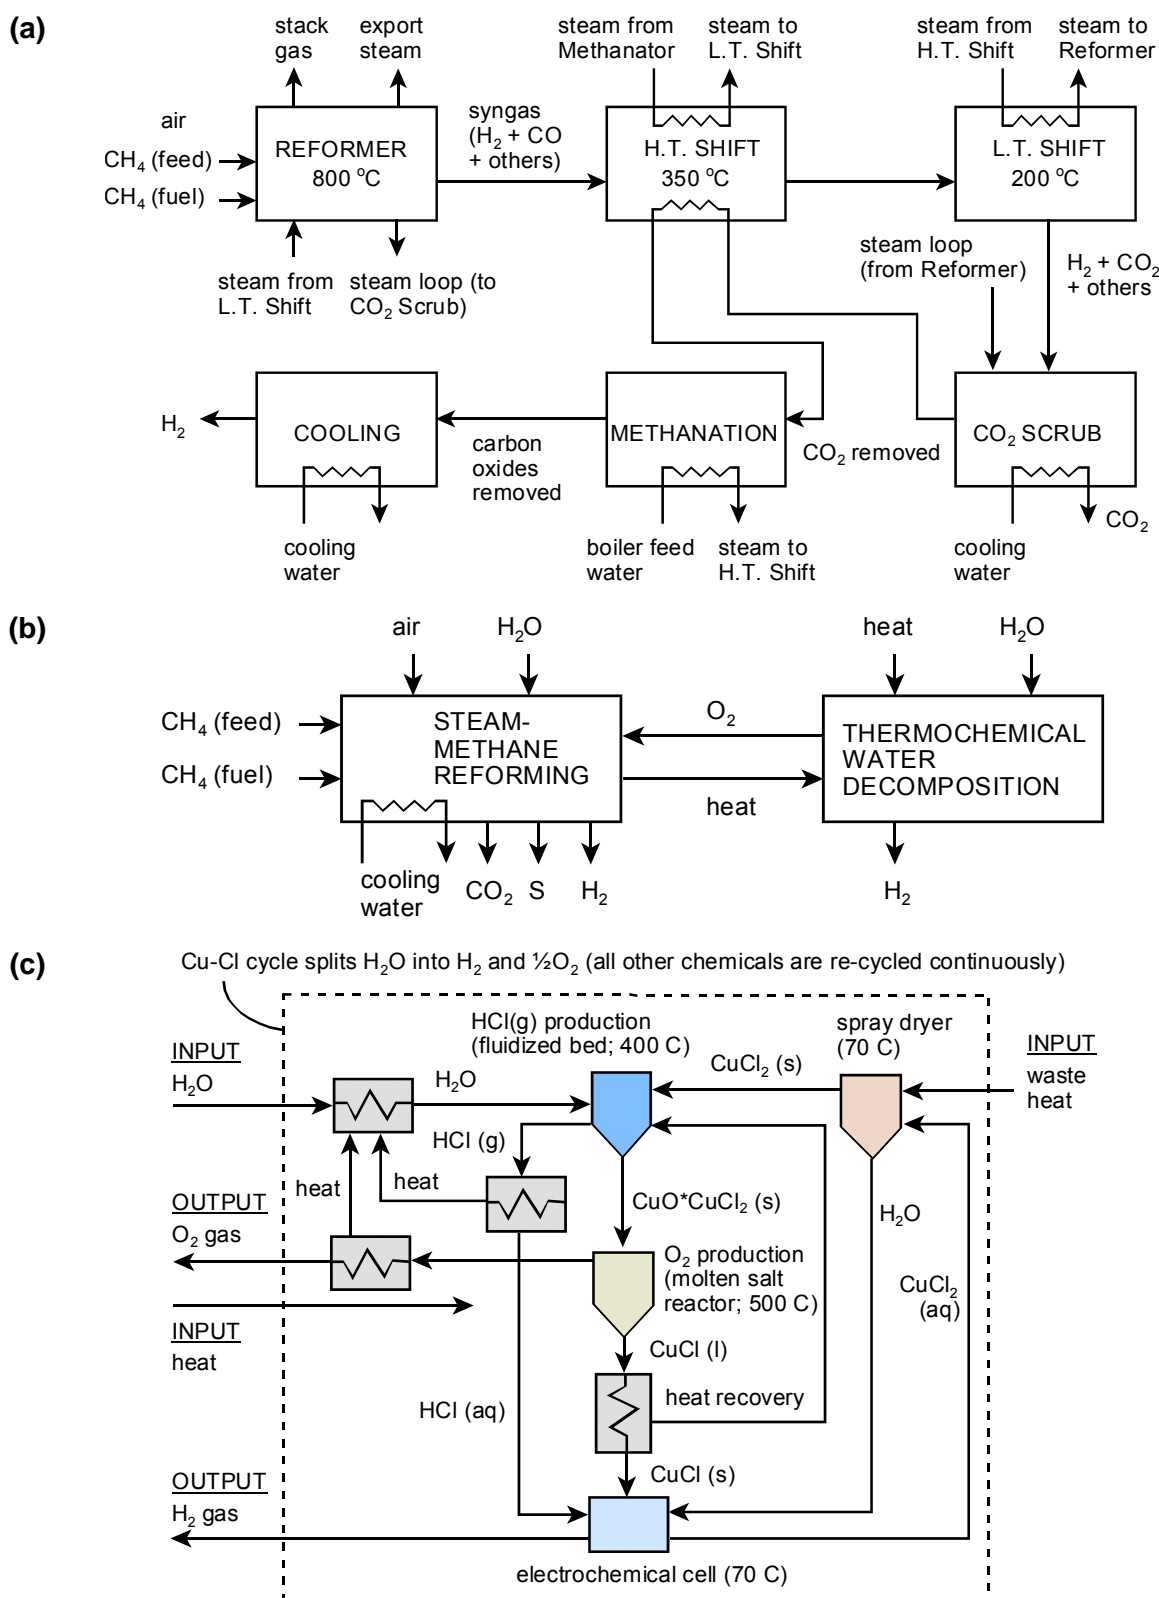 (a)
stack
gas
export
steam
steam from
Methanator
steam to
L.T. Shift
steam from
H.T. Shift
steam to
Reformer
air
CH₄ (feed)
CH₄ (fuel)
REFORMER
800 °C
syngas
(H₂ + CO
+ others)
H.T. SHIFT
350 °C
L.T. SHIFT
200 °C
steam from
L.T. Shift
steam loop (to
CO₂ Scrub)
steam loop
(from Reformer)
H₂ + CO₂
+ others
H₂
COOLING
carbon
oxides
removed
METHANATION
CO₂ removed
CO₂ SCRUB
cooling
water
boiler feed
water
steam to
H.T. Shift
cooling
water
CO₂
(b)
air
H₂O
heat
H₂O
CH₄ (feed)
CH₄ (fuel)
STEAM-
METHANE
REFORMING
O₂
heat
THERMOCHEMICAL
WATER
DECOMPOSITION
cooling
water
CO₂
S
H₂
H₂
(c)
Cu-Cl cycle splits H₂O into H₂ and ½O₂ (all other chemicals are re-cycled continuously)
HCl(g) production
(fluidized bed; 400 C)
spray dryer
(70 C)
INPUT
H₂O
H₂O
CuCl₂ (s)
INPUT
waste
heat
HCl (g)
heat
heat
CuO*CuCl₂ (s)
H₂O
OUTPUT
O₂ gas
O₂ production
(molten salt
reactor; 500 C)
CuCl₂
(aq)
INPUT
heat
CuCl (l)
HCl (aq)
heat recovery
CuCl (s)
OUTPUT
H₂ gas
electrochemical cell (70 C)